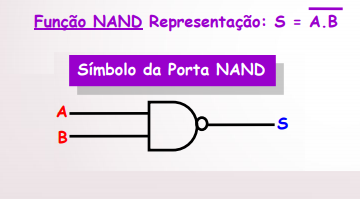 Função NAND Representação: S = A̅.̅B̅
Símbolo da Porta NAND
A
B
S